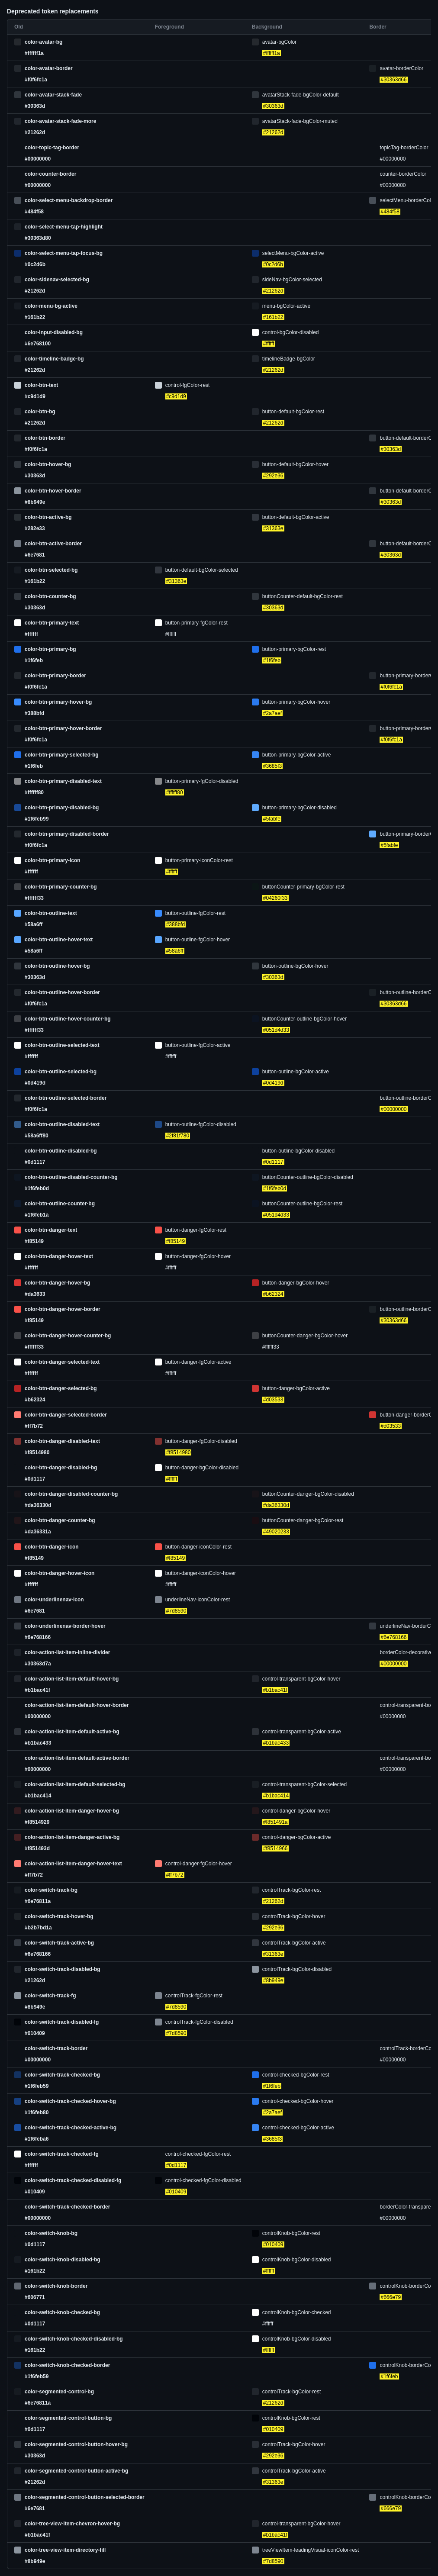 Deprecated token replacements
Old Foreground Background Border
color-avatar-bg avatar-bgColor
#ffffff1a #ffffff1a
color-avatar-border avatar-borderColor
#f0f6fc1a #30363d66
color-avatar-stack-fade avatarStack-fade-bgColor-default
#30363d #30363d
color-avatar-stack-fade-more avatarStack-fade-bgColor-muted
#21262d #21262d
color-topic-tag-border topicTag-borderColor
#00000000 #00000000
color-counter-border counter-borderColor
#00000000 #00000000
color-select-menu-backdrop-border selectMenu-borderCol
#484f58 #484f58
color-select-menu-tap-highlight
#30363d80
color-select-menu-tap-focus-bg selectMenu-bgColor-active
#0c2d6b #0c2d6b
color-sidenav-selected-bg sideNav-bgColor-selected
#21262d #21262d
color-menu-bg-active menu-bgColor-active
#161b22 #161b22
color-input-disabled-bg control-bgColor-disabled
#6e768100 #ffffff
color-timeline-badge-bg timelineBadge-bgColor
#21262d #21262d
color-btn-text control-fgColor-rest
#c9d1d9 #c9d1d9
color-btn-bg button-default-bgColor-rest
#21262d #21262d
color-btn-border button-default-borderC
#f0f6fc1a #30363d
color-btn-hover-bg button-default-bgColor-hover
#30363d #292e36
color-btn-hover-border button-default-borderC
#8b949e #30363d
color-btn-active-bg button-default-bgColor-active
#282e33 #31363e
color-btn-active-border button-default-borderC
#6e7681 #30363d
color-btn-selected-bg button-default-bgColor-selected
#161b22 #31363e
color-btn-counter-bg buttonCounter-default-bgColor-rest
#30363d #30363d
color-btn-primary-text button-primary-fgColor-rest
#ffffff #ffffff
color-btn-primary-bg button-primary-bgColor-rest
#1f6feb #1f6feb
color-btn-primary-border button-primary-border
#f0f6fc1a #f0f6fc1a
color-btn-primary-hover-bg button-primary-bgColor-hover
#388bfd #2a7aef
color-btn-primary-hover-border button-primary-border
#f0f6fc1a #f0f6fc1a
color-btn-primary-selected-bg button-primary-bgColor-active
#1f6feb #3685f3
color-btn-primary-disabled-text button-primary-fgColor-disabled
#ffffff80 #ffffff80
color-btn-primary-disabled-bg button-primary-bgColor-disabled
#1f6feb99 #5fabfe
color-btn-primary-disabled-border button-primary-border
#f0f6fc1a #5fabfe
color-btn-primary-icon button-primary-iconColor-rest
#ffffff #ffffff
color-btn-primary-counter-bg buttonCounter-primary-bgColor-rest
#ffffff33 #04260f33
color-btn-outline-text button-outline-fgColor-rest
#58a6ff #388bfd
color-btn-outline-hover-text button-outline-fgColor-hover
#58a6ff #58a6ff
color-btn-outline-hover-bg button-outline-bgColor-hover
#30363d #30363d
color-btn-outline-hover-border button-outline-borderC
#f0f6fc1a #30363d66
color-btn-outline-hover-counter-bg buttonCounter-outline-bgColor-hover
#ffffff33 #051d4d33
color-btn-outline-selected-text button-outline-fgColor-active
#ffffff #ffffff
color-btn-outline-selected-bg button-outline-bgColor-active
#0d419d #0d419d
color-btn-outline-selected-border button-outline-borderC
#f0f6fc1a #00000000
color-btn-outline-disabled-text button-outline-fgColor-disabled
#58a6ff80 #2f81f780
color-btn-outline-disabled-bg button-outline-bgColor-disabled
#0d1117 #0d1117
color-btn-outline-disabled-counter-bg buttonCounter-outline-bgColor-disabled
#1f6feb0d #1f6feb0d
color-btn-outline-counter-bg buttonCounter-outline-bgColor-rest
#1f6feb1a #051d4d33
color-btn-danger-text button-danger-fgColor-rest
#f85149 #f85149
color-btn-danger-hover-text button-danger-fgColor-hover
#ffffff #ffffff
color-btn-danger-hover-bg button-danger-bgColor-hover
#da3633 #b62324
color-btn-danger-hover-border button-outline-borderC
#f85149 #30363d66
color-btn-danger-hover-counter-bg buttonCounter-danger-bgColor-hover
#ffffff33 #ffffff33
color-btn-danger-selected-text button-danger-fgColor-active
#ffffff #ffffff
color-btn-danger-selected-bg button-danger-bgColor-active
#b62324 #d03533
color-btn-danger-selected-border button-danger-borderC
#ff7b72 #d03533
color-btn-danger-disabled-text button-danger-fgColor-disabled
#f8514980 #f8514980
color-btn-danger-disabled-bg button-danger-bgColor-disabled
#0d1117 #ffffff
color-btn-danger-disabled-counter-bg buttonCounter-danger-bgColor-disabled
#da36330d #da36330d
color-btn-danger-counter-bg buttonCounter-danger-bgColor-rest
#da36331a #49020233
color-btn-danger-icon button-danger-iconColor-rest
#f85149 #f85149
color-btn-danger-hover-icon button-danger-iconColor-hover
#ffffff #ffffff
color-underlinenav-icon underlineNav-iconColor-rest
#6e7681 #7d8590
color-underlinenav-border-hover underlineNav-borderC
#6e768166 #6e768166
color-action-list-item-inline-divider borderColor-decorative
#30363d7a #00000000
color-action-list-item-default-hover-bg control-transparent-bgColor-hover
#b1bac41f #b1bac41f
color-action-list-item-default-hover-border control-transparent-bo
#00000000 #00000000
color-action-list-item-default-active-bg control-transparent-bgColor-active
#b1bac433 #b1bac433
color-action-list-item-default-active-border control-transparent-bo
#00000000 #00000000
color-action-list-item-default-selected-bg control-transparent-bgColor-selected
#b1bac414 #b1bac414
color-action-list-item-danger-hover-bg control-danger-bgColor-hover
#f8514929 #f851491a
color-action-list-item-danger-active-bg control-danger-bgColor-active
#f851493d #f8514966
color-action-list-item-danger-hover-text control-danger-fgColor-hover
#ff7b72 #ff7b72
color-switch-track-bg controlTrack-bgColor-rest
#6e76811a #21262d
color-switch-track-hover-bg controlTrack-bgColor-hover
#b2b7bd1a #292e36
color-switch-track-active-bg controlTrack-bgColor-active
#6e768166 #31363e
color-switch-track-disabled-bg controlTrack-bgColor-disabled
#21262d #8b949e
color-switch-track-fg controlTrack-fgColor-rest
#8b949e #7d8590
color-switch-track-disabled-fg controlTrack-fgColor-disabled
#010409 #7d8590
color-switch-track-border controlTrack-borderCo
#00000000 #00000000
color-switch-track-checked-bg control-checked-bgColor-rest
#1f6feb59 #1f6feb
color-switch-track-checked-hover-bg control-checked-bgColor-hover
#1f6feb80 #2a7aef
color-switch-track-checked-active-bg control-checked-bgColor-active
#1f6feba6 #3685f3
color-switch-track-checked-fg control-checked-fgColor-rest
#ffffff #0d1117
color-switch-track-checked-disabled-fg control-checked-fgColor-disabled
#010409 #010409
color-switch-track-checked-border borderColor-transpare
#00000000 #00000000
color-switch-knob-bg controlKnob-bgColor-rest
#0d1117 #010409
color-switch-knob-disabled-bg controlKnob-bgColor-disabled
#161b22 #ffffff
color-switch-knob-border controlKnob-borderCo
#606771 #666e79
color-switch-knob-checked-bg controlKnob-bgColor-checked
#0d1117 #ffffff
color-switch-knob-checked-disabled-bg controlKnob-bgColor-disabled
#161b22 #ffffff
color-switch-knob-checked-border controlKnob-borderCo
#1f6feb59 #1f6feb
color-segmented-control-bg controlTrack-bgColor-rest
#6e76811a #21262d
color-segmented-control-button-bg controlKnob-bgColor-rest
#0d1117 #010409
color-segmented-control-button-hover-bg controlTrack-bgColor-hover
#30363d #292e36
color-segmented-control-button-active-bg controlTrack-bgColor-active
#21262d #31363e
color-segmented-control-button-selected-border controlKnob-borderCo
#6e7681 #666e79
color-tree-view-item-chevron-hover-bg control-transparent-bgColor-hover
#b1bac41f #b1bac41f
color-tree-view-item-directory-fill treeViewItem-leadingVisual-iconColor-rest
#8b949e #7d8590